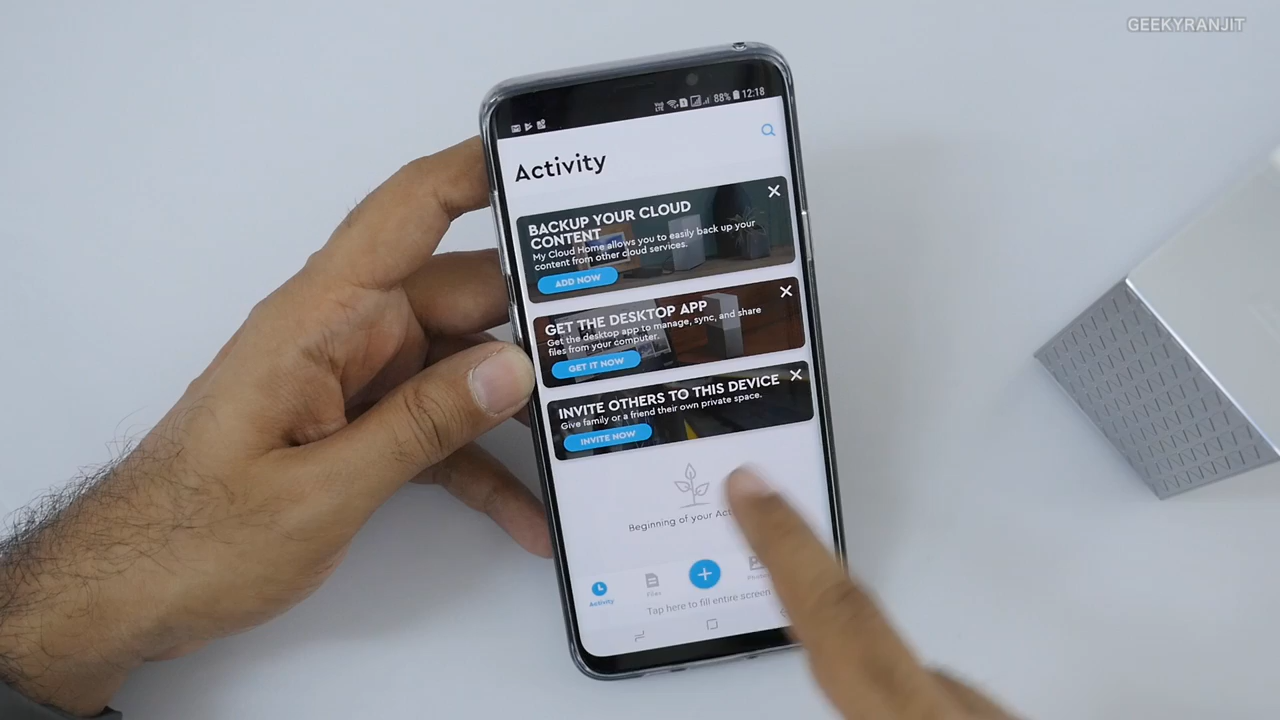 GEEKYRANJIT
88% 12:18
Activity
BACKUP YOUR CLOUD
CONTENT
My Cloud Home allows you to easily back up your
content from other cloud services.
ADD NOW
GET THE DESKTOP APP
Get the desktop app to manage, sync, and share
files from your computer.
GET IT NOW
INVITE OTHERS TO THIS DEVICE
Give family or a friend their own private space.
INVITE NOW
Beginning of your
Activity
Files
Tap here to fill entire screen